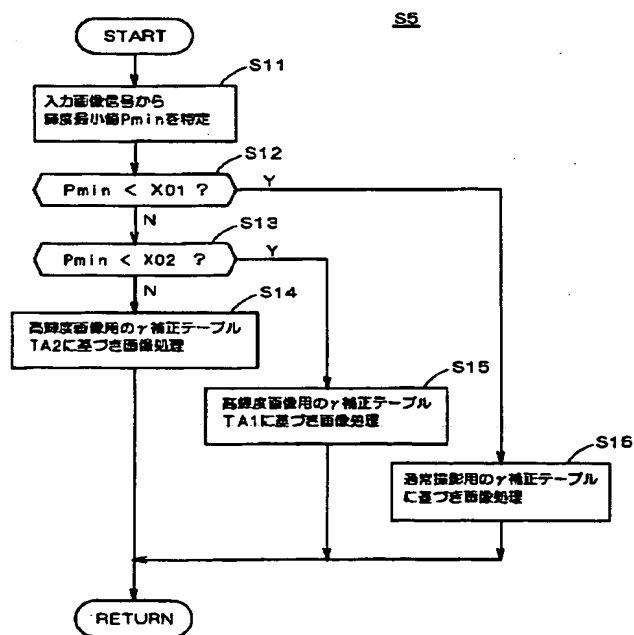 S5
START
S11
入力画像信号から
輝度最小値Pminを特定
S12
Pmin < X01 ?
Y
N
S13
Pmin < X02 ?
Y
N
S14
高輝度画像用のγ補正テーブル
TA2に基づき画像処理
S15
高輝度画像用のγ補正テーブル
TA1に基づき画像処理
S16
通常撮影用のγ補正テーブル
に基づき画像処理
RETURN